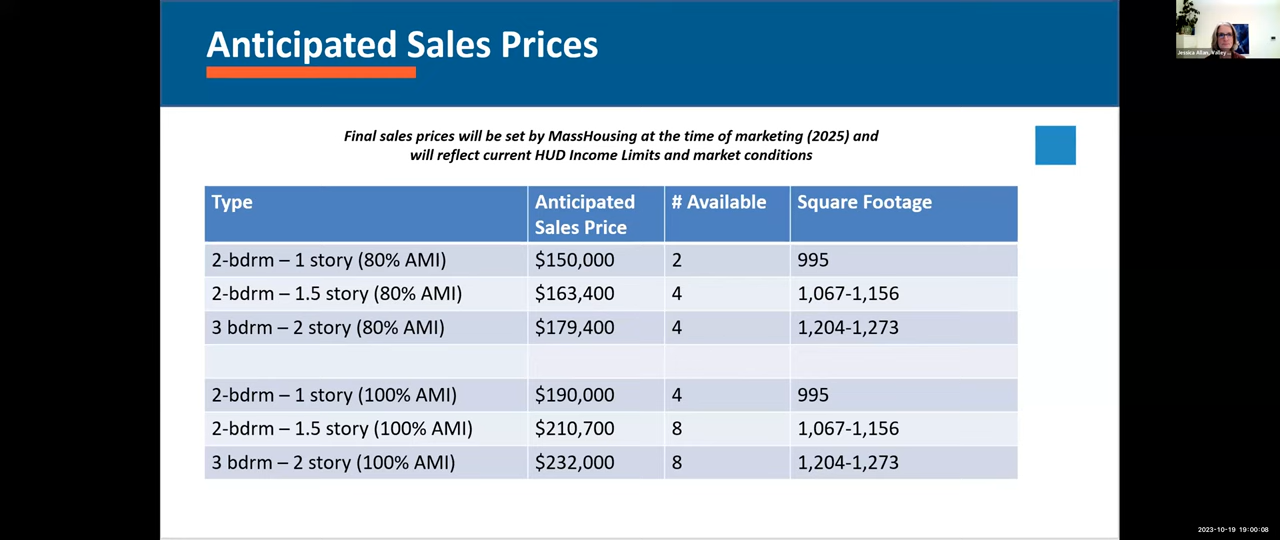 Anticipated Sales Prices
Jessica Allan, Valley
Final sales prices will be set by MassHousing at the time of marketing (2025) and
will reflect current HUD Income Limits and market conditions
Type Anticipated Sales Price # Available Square Footage
2-bdrm – 1 story (80% AMI) $150,000 2 995
2-bdrm – 1.5 story (80% AMI) $163,400 4 1,067-1,156
3 bdrm – 2 story (80% AMI) $179,400 4 1,204-1,273
2-bdrm – 1 story (100% AMI) $190,000 4 995
2-bdrm – 1.5 story (100% AMI) $210,700 8 1,067-1,156
3 bdrm – 2 story (100% AMI) $232,000 8 1,204-1,273
2023-10-19 19:00:08